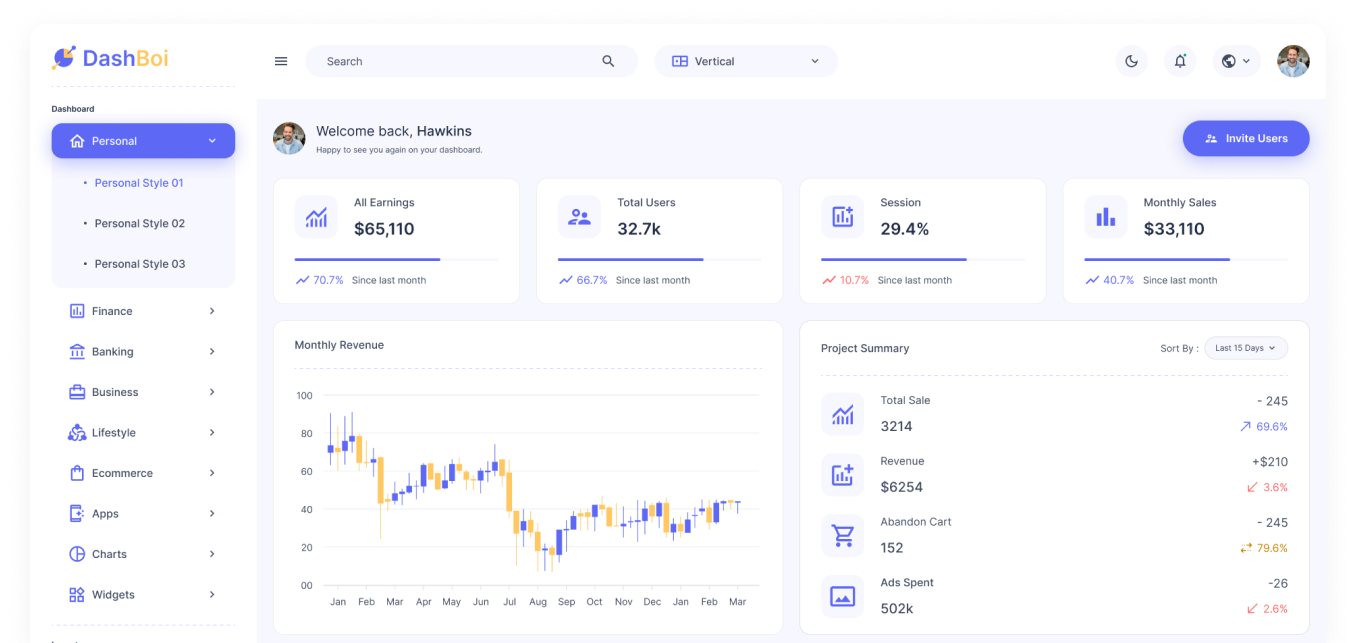 DashBoi
Search
Vertical
Dashboard
Personal
Personal Style 01
Personal Style 02
Personal Style 03
Finance
Banking
Business
Lifestyle
Ecommerce
Apps
Charts
Widgets
Welcome back, Hawkins
Happy to see you again on your dashboard.
Invite Users
All Earnings
$65,110
70.7% Since last month
Total Users
32.7k
66.7% Since last month
Session
29.4%
10.7% Since last month
Monthly Sales
$33,110
40.7% Since last month
Monthly Revenue
100
80
60
40
20
00
Jan Feb Mar Apr May Jun Jul Aug Sep Oct Nov Dec Jan Feb Mar
Project Summary
Sort By : Last 15 Days
Total Sale - 245
3214 69.6%
Revenue +$210
$6254 3.6%
Abandon Cart - 245
152 79.6%
Ads Spent -26
502k 2.6%